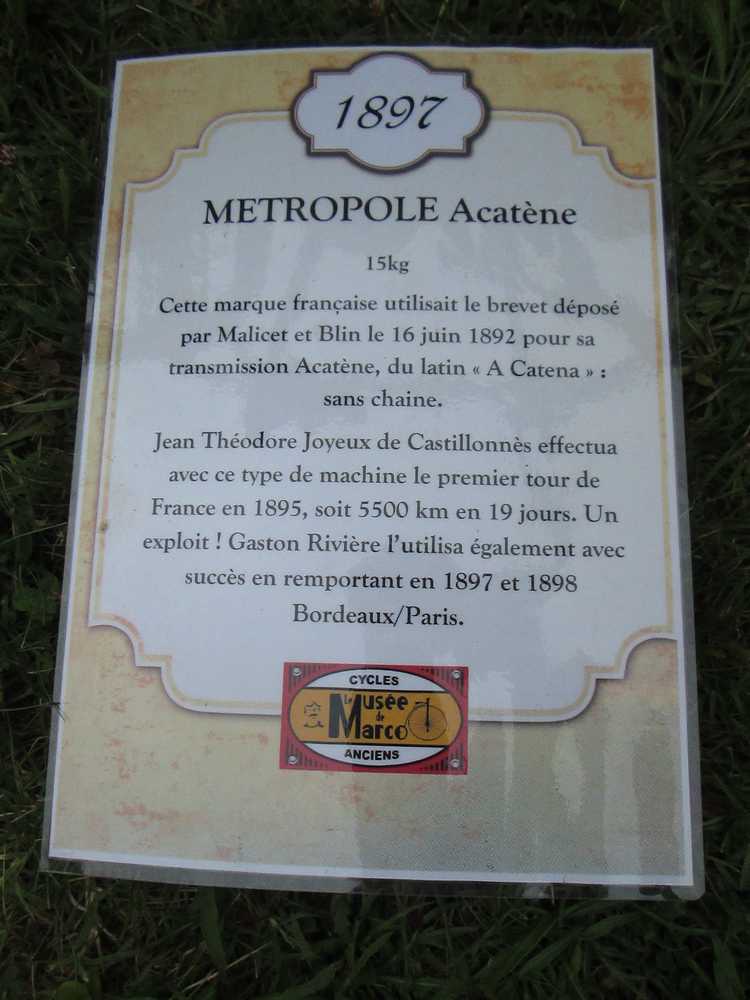 1897
METROPOLE Acatène
15kg
Cette marque française utilisait le brevet déposé
par Malicet et Blin le 16 juin 1892 pour sa
transmission Acatène, du latin « A Catena » :
sans chaine.
Jean Théodore Joyeux de Castillonnès effectua
avec ce type de machine le premier tour de
France en 1895, soit 5500 km en 19 jours. Un
exploit ! Gaston Rivière l'utilisa également avec
succès en remportant en 1897 et 1898
Bordeaux/Paris.
CYCLES
Le Musée
de
Marco
ANCIENS